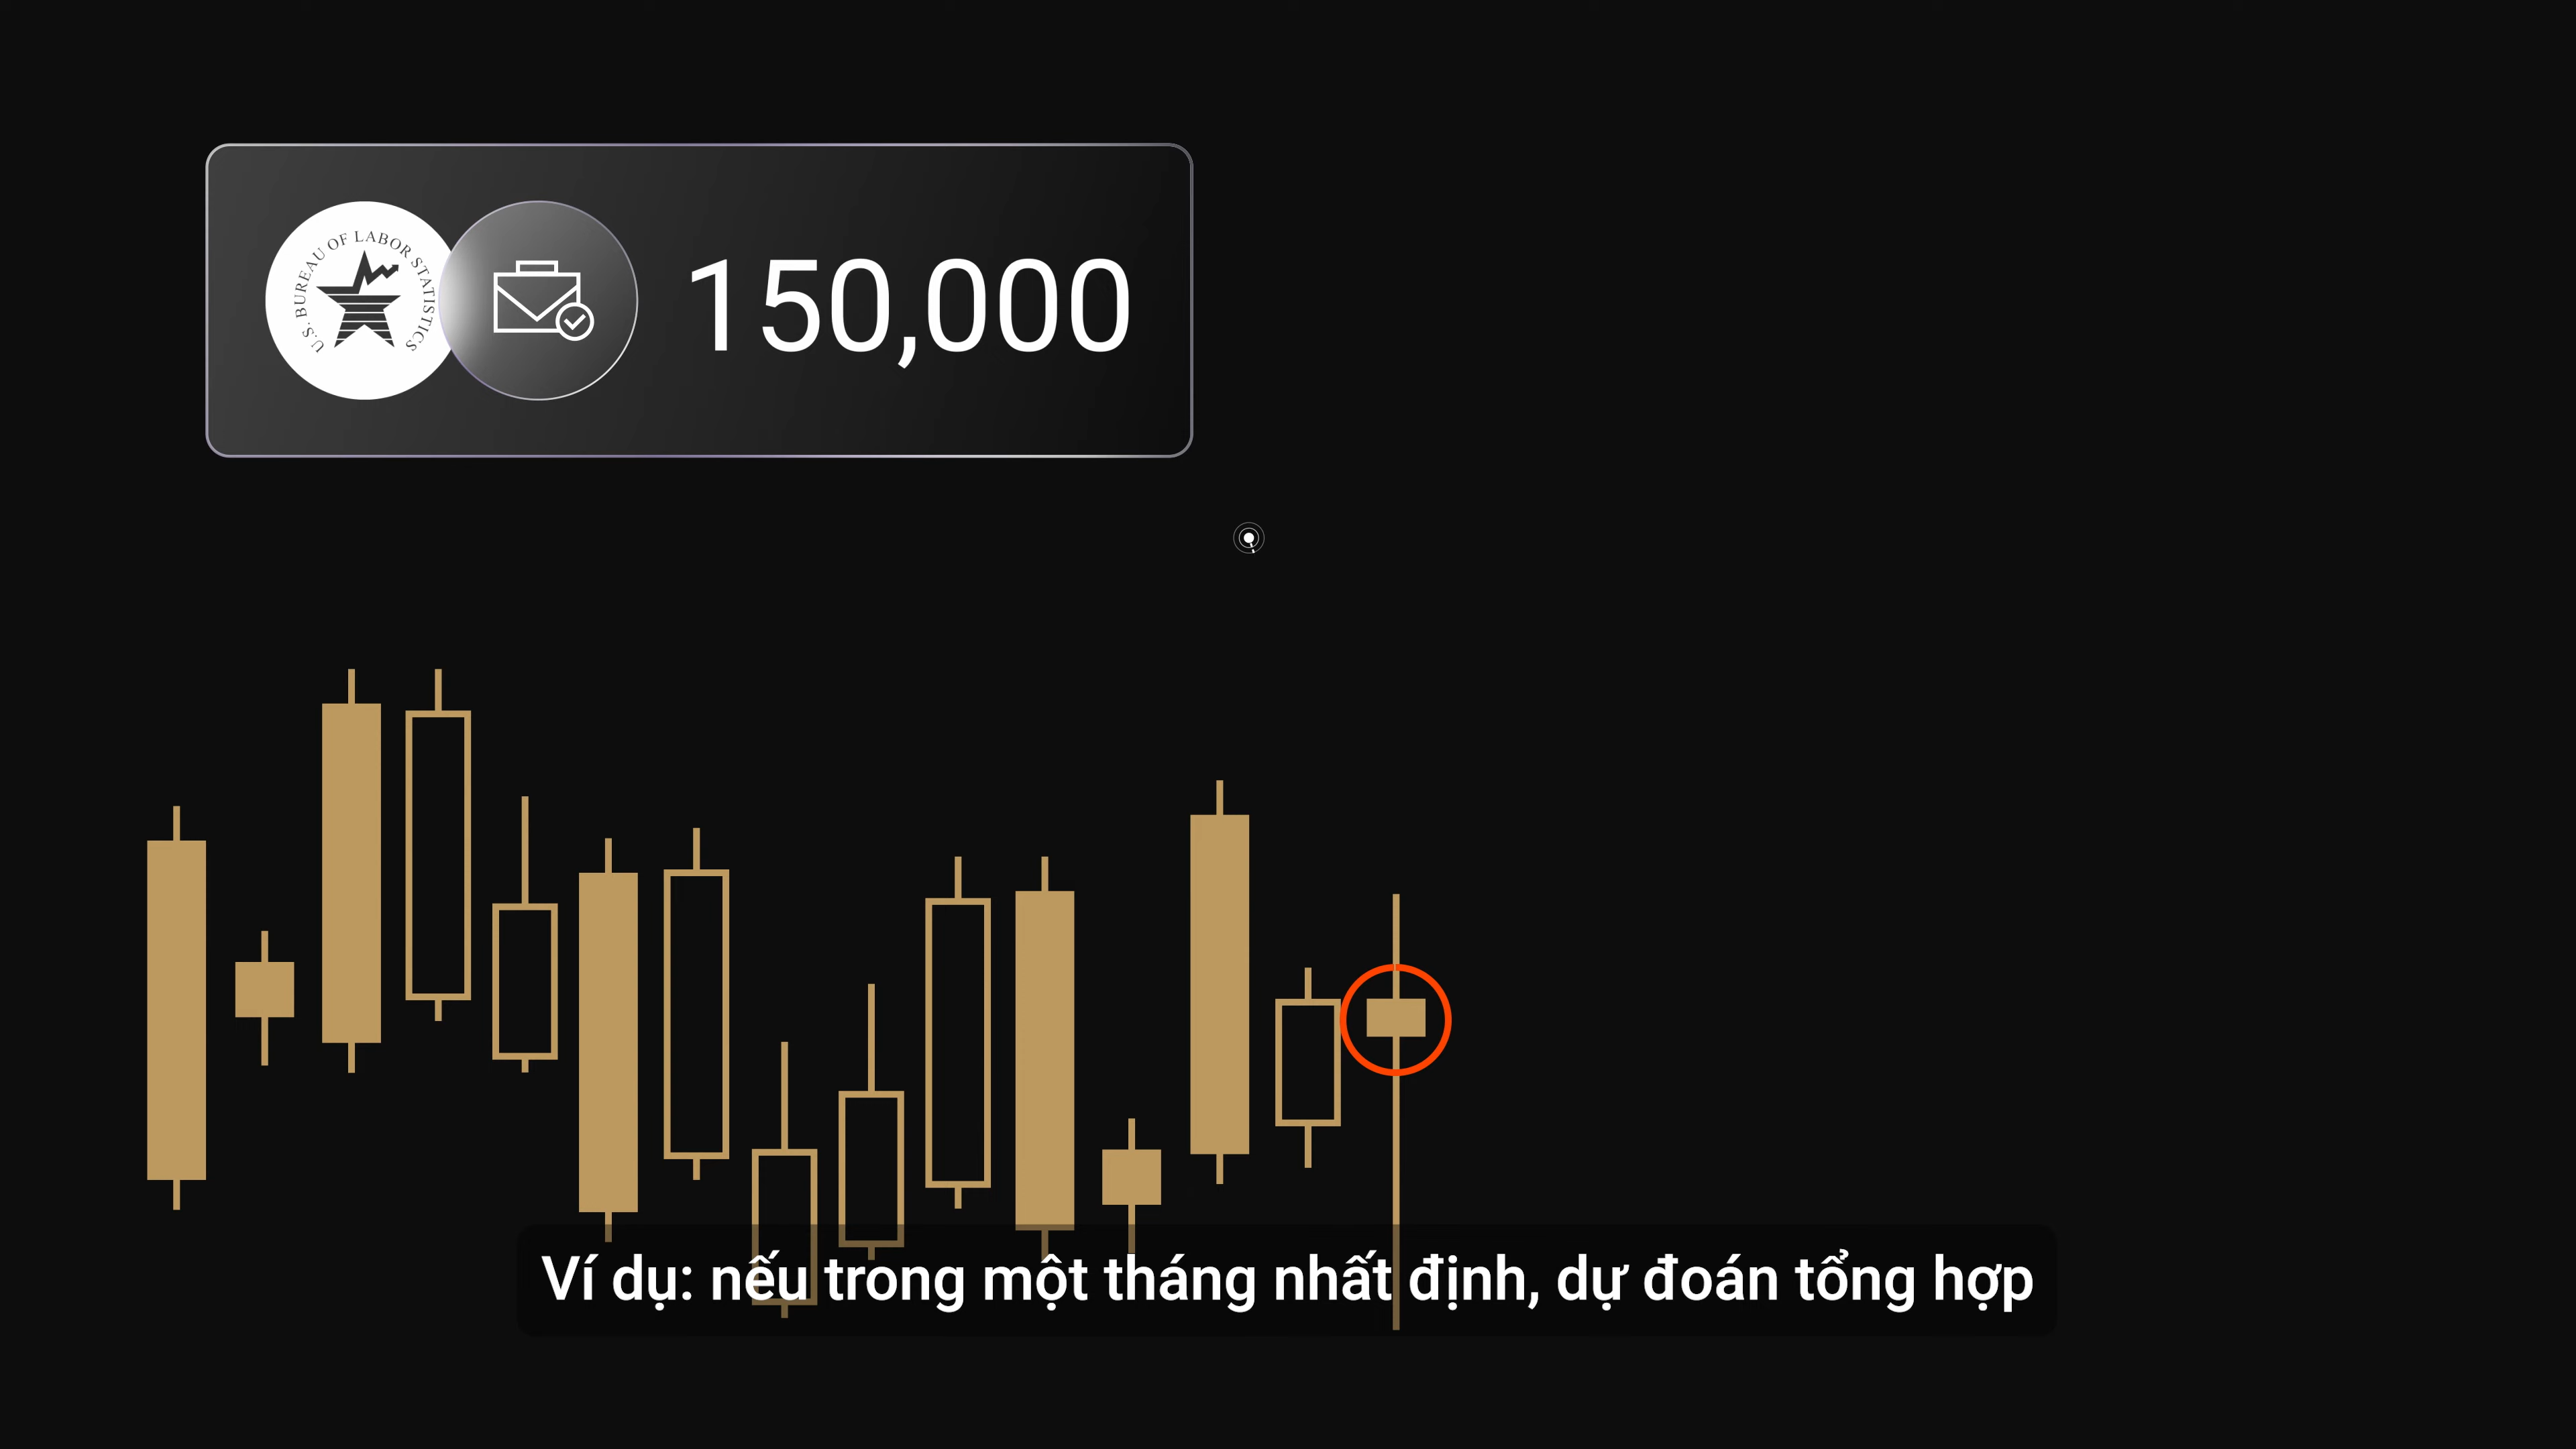 U.S. BUREAU OF LABOR STATISTICS
150,000
Ví dụ: nếu trong một tháng nhất định, dự đoán tổng hợp